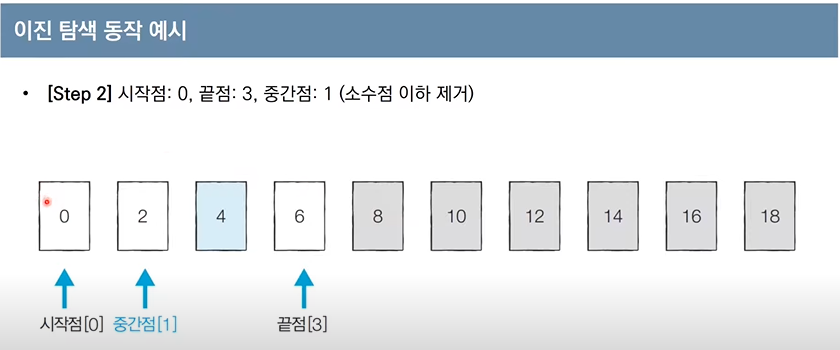 이진 탐색 동작 예시
• [Step 2] 시작점: 0, 끝점: 3, 중간점: 1 (소수점 이하 제거)
0 2 4 6 8 10 12 14 16 18
시작점[0] 중간점[1] 끝점[3]